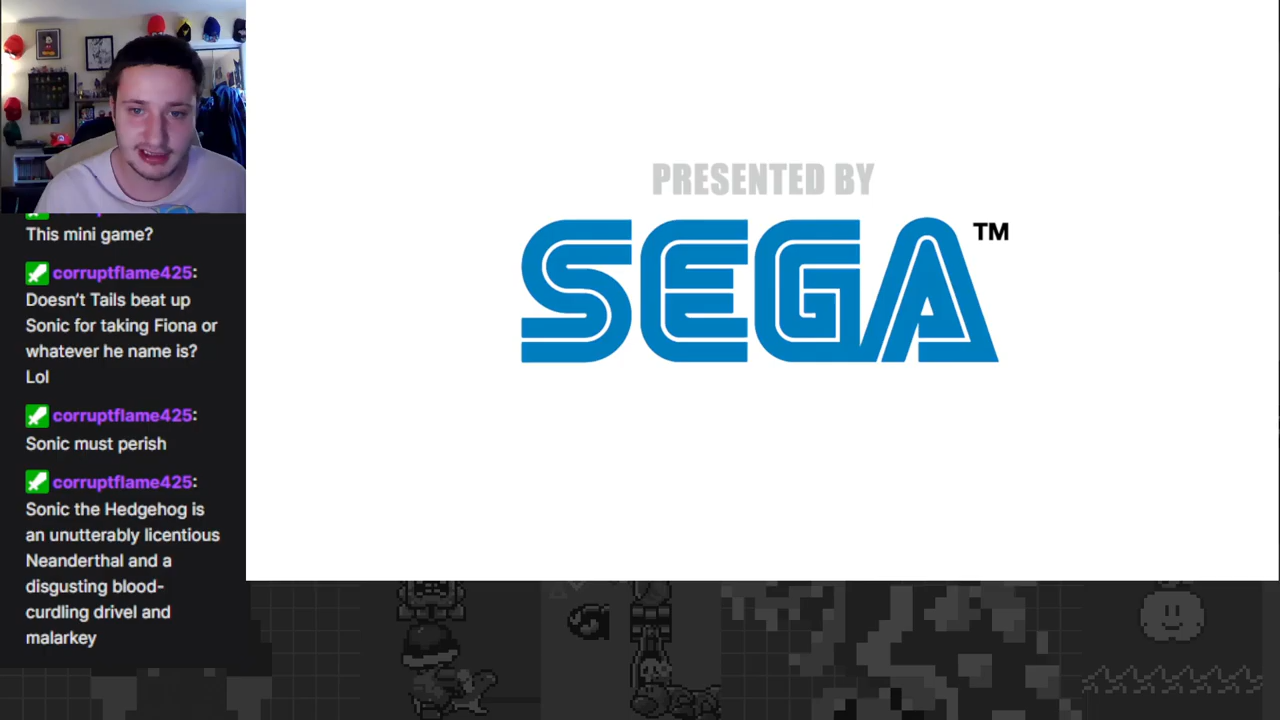 PRESENTED BY
SEGA™
This mini game?
corruptflame425:
Doesn't Tails beat up
Sonic for taking Fiona or
whatever he name is?
Lol
corruptflame425:
Sonic must perish
corruptflame425:
Sonic the Hedgehog is
an unutterably licentious
Neanderthal and a
disgusting blood-
curdling drivel and
malarkey